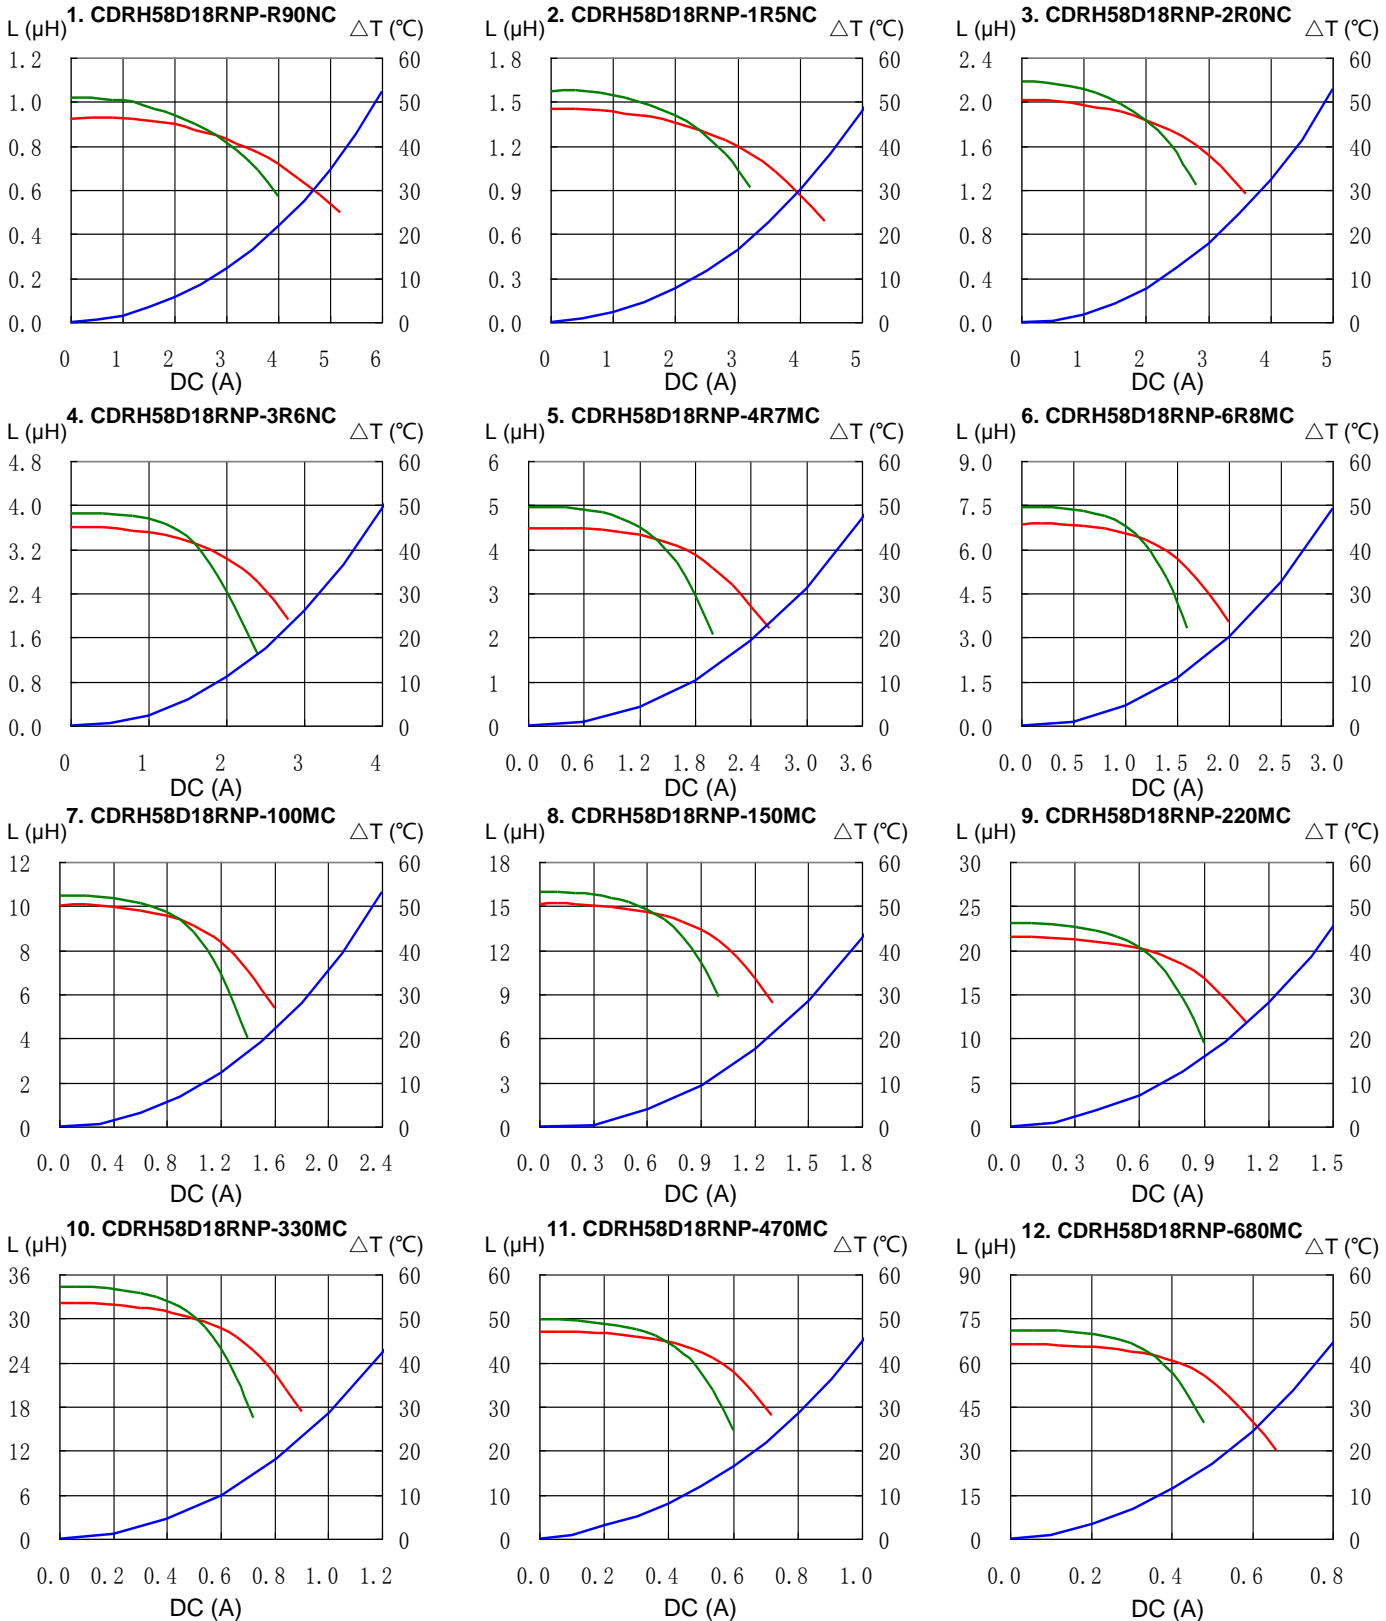 1. CDRH58D18RNP-R90NC
L (μH) △T (℃)
1.2 60
1.0 50
0.8 40
0.6 30
0.4 20
0.2 10
0.0 0
0 1 2 3 4 5 6
DC (A)
2. CDRH58D18RNP-1R5NC
L (μH) △T (℃)
1.8 60
1.5 50
1.2 40
0.9 30
0.6 20
0.3 10
0.0 0
0 1 2 3 4 5
DC (A)
3. CDRH58D18RNP-2R0NC
L (μH) △T (℃)
2.4 60
2.0 50
1.6 40
1.2 30
0.8 20
0.4 10
0.0 0
0 1 2 3 4 5
DC (A)
4. CDRH58D18RNP-3R6NC
L (μH) △T (℃)
4.8 60
4.0 50
3.2 40
2.4 30
1.6 20
0.8 10
0.0 0
0 1 2 3 4
DC (A)
5. CDRH58D18RNP-4R7MC
L (μH) △T (℃)
6 60
5 50
4 40
3 30
2 20
1 10
0 0
0.0 0.6 1.2 1.8 2.4 3.0 3.6
DC (A)
6. CDRH58D18RNP-6R8MC
L (μH) △T (℃)
9.0 60
7.5 50
6.0 40
4.5 30
3.0 20
1.5 10
0.0 0
0.0 0.5 1.0 1.5 2.0 2.5 3.0
DC (A)
7. CDRH58D18RNP-100MC
L (μH) △T (℃)
12 60
10 50
8 40
6 30
4 20
2 10
0 0
0.0 0.4 0.8 1.2 1.6 2.0 2.4
DC (A)
8. CDRH58D18RNP-150MC
L (μH) △T (℃)
18 60
15 50
12 40
9 30
6 20
3 10
0 0
0.0 0.3 0.6 0.9 1.2 1.5 1.8
DC (A)
9. CDRH58D18RNP-220MC
L (μH) △T (℃)
30 60
25 50
20 40
15 30
10 20
5 10
0 0
0.0 0.3 0.6 0.9 1.2 1.5
DC (A)
10. CDRH58D18RNP-330MC
L (μH) △T (℃)
36 60
30 50
24 40
18 30
12 20
6 10
0 0
0.0 0.2 0.4 0.6 0.8 1.0 1.2
DC (A)
11. CDRH58D18RNP-470MC
L (μH) △T (℃)
60 60
50 50
40 40
30 30
20 20
10 10
0 0
0.0 0.2 0.4 0.6 0.8 1.0
DC (A)
12. CDRH58D18RNP-680MC
L (μH) △T (℃)
90 60
75 50
60 40
45 30
30 20
15 10
0 0
0.0 0.2 0.4 0.6 0.8
DC (A)